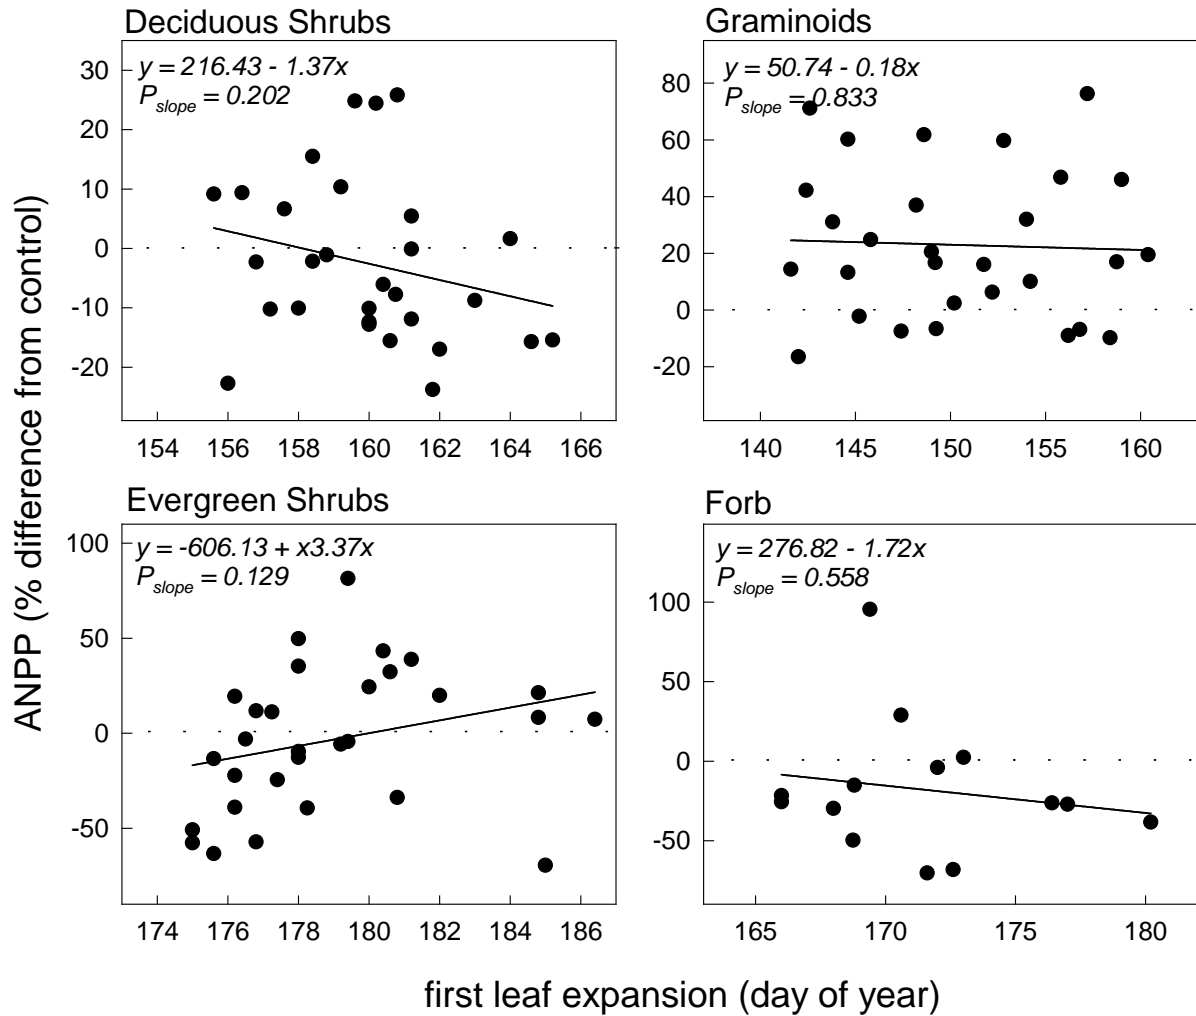 Deciduous Shrubs
y = 216.43 - 1.37x
P_slope = 0.202
30
20
10
0
-10
-20
154 156 158 160 162 164 166
Graminoids
y = 50.74 - 0.18x
P_slope = 0.833
80
60
40
20
0
-20
140 145 150 155 160
Evergreen Shrubs
y = -606.13 + x3.37x
P_slope = 0.129
100
50
0
-50
174 176 178 180 182 184 186
Forb
y = 276.82 - 1.72x
P_slope = 0.558
100
50
0
-50
165 170 175 180
ANPP (% difference from control)
first leaf expansion (day of year)